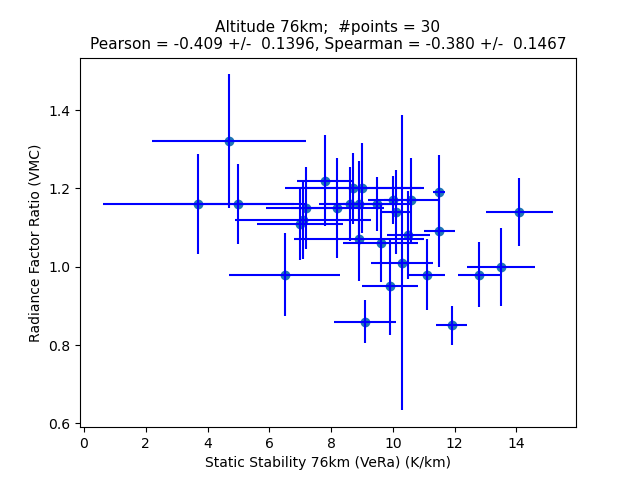 Altitude 76km;  #points = 30
Pearson = -0.409 +/-  0.1396, Spearman = -0.380 +/-  0.1467
1.4
1.2
1.0
0.8
0.6
Radiance Factor Ratio (VMC)
0 2 4 6 8 10 12 14
Static Stability 76km (VeRa) (K/km)